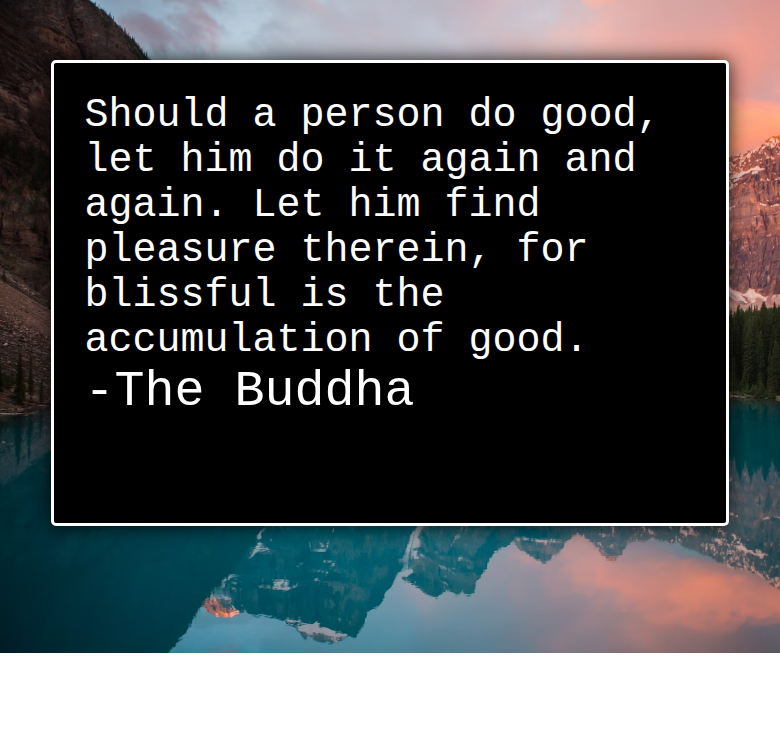 Should a person do good,
let him do it again and
again. Let him find
pleasure therein, for
blissful is the
accumulation of good.
-The Buddha